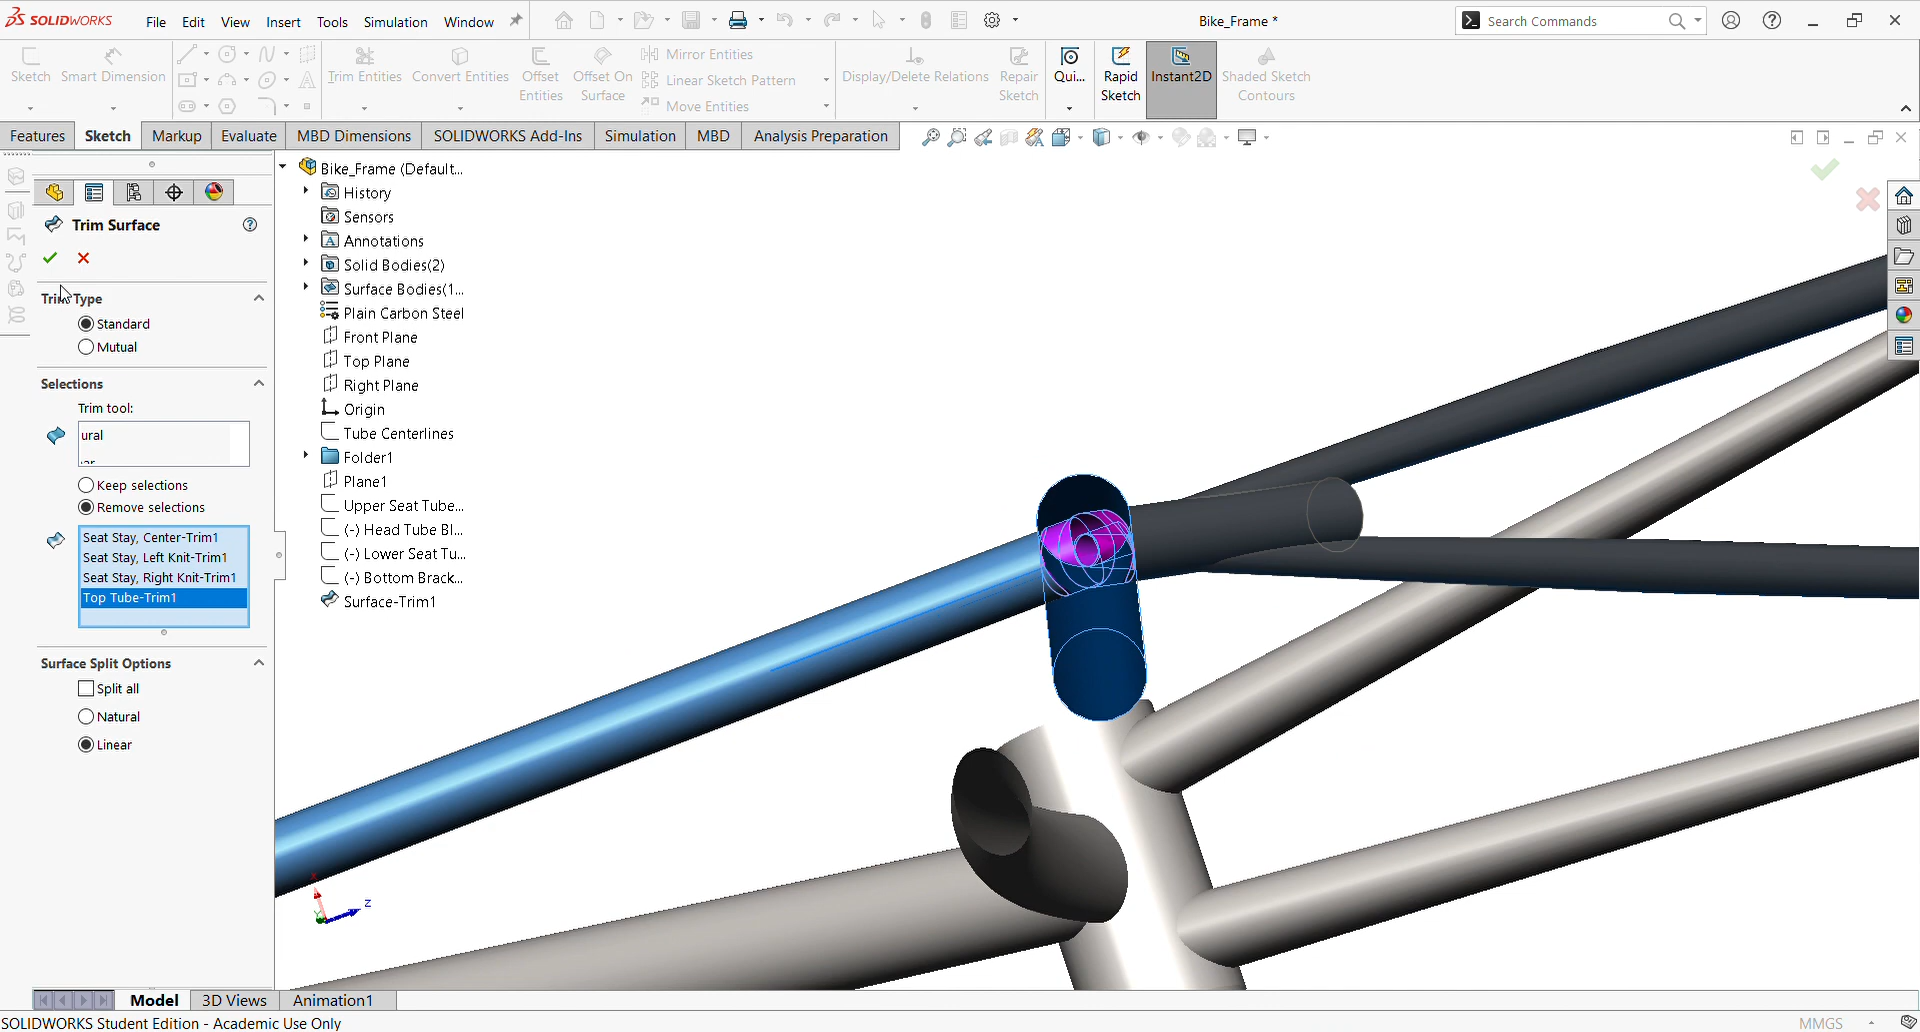 SOLIDWORKS
File Edit View Insert Tools Simulation Window
Bike_Frame *
Search Commands
Sketch
Smart Dimension
Trim Entities
Convert Entities
Offset Entities
Offset On Surface
Mirror Entities
Linear Sketch Pattern
Move Entities
Display/Delete Relations
Repair Sketch
Qui...
Rapid Sketch
Instant2D
Shaded Sketch Contours
Features Sketch Markup Evaluate MBD Dimensions SOLIDWORKS Add-Ins Simulation MBD Analysis Preparation
Trim Surface
Trim Type
Standard
Mutual
Selections
Trim tool:
ural
Keep selections
Remove selections
Seat Stay, Center-Trim1
Seat Stay, Left Knit-Trim1
Seat Stay, Right Knit-Trim1
Top Tube-Trim1
Surface Split Options
Split all
Natural
Linear
Bike_Frame (Default...
History
Sensors
Annotations
Solid Bodies(2)
Surface Bodies(1...
Plain Carbon Steel
Front Plane
Top Plane
Right Plane
Origin
Tube Centerlines
Folder1
Plane1
Upper Seat Tube...
(-) Head Tube Bl...
(-) Lower Seat Tu...
(-) Bottom Brack...
Surface-Trim1
X
Y
Z
Model 3D Views Animation1
SOLIDWORKS Student Edition - Academic Use Only
MMGS